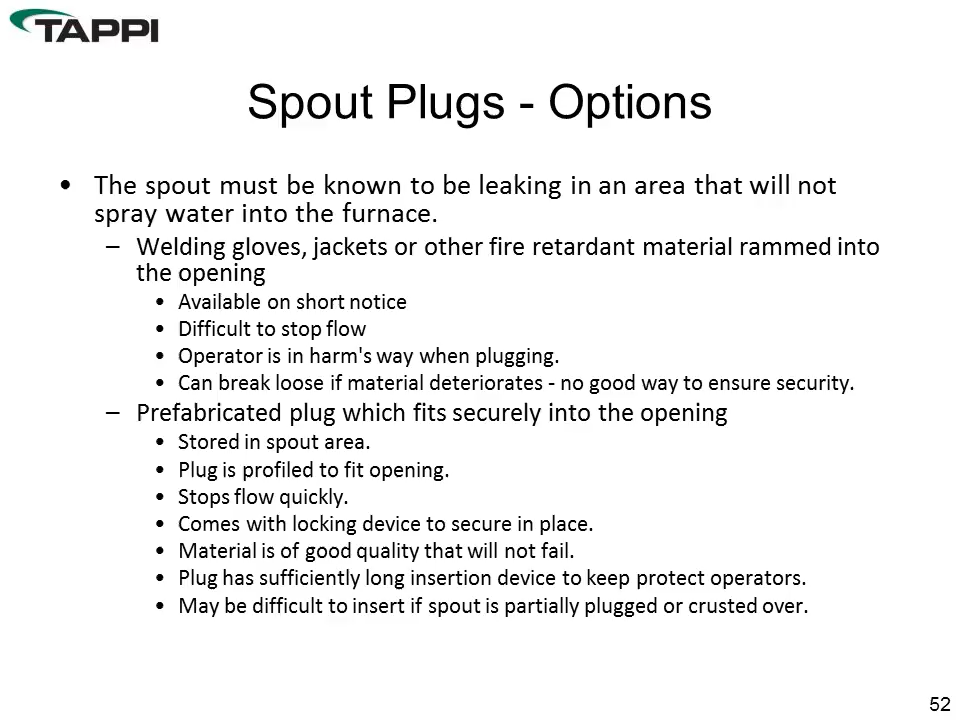 TAPPI
Spout Plugs - Options
• The spout must be known to be leaking in an area that will not
spray water into the furnace.
– Welding gloves, jackets or other fire retardant material rammed into
the opening
• Available on short notice
• Difficult to stop flow
• Operator is in harm's way when plugging.
• Can break loose if material deteriorates - no good way to ensure security.
– Prefabricated plug which fits securely into the opening
• Stored in spout area.
• Plug is profiled to fit opening.
• Stops flow quickly.
• Comes with locking device to secure in place.
• Material is of good quality that will not fail.
• Plug has sufficiently long insertion device to keep protect operators.
• May be difficult to insert if spout is partially plugged or crusted over.
52